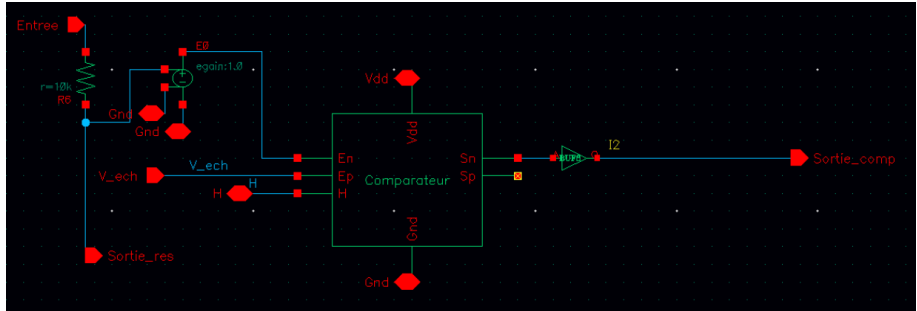 Entree
E0
egain:1.0
r=10k
R6
Gnd
Gnd
Vdd
Vdd
V_ech
V_ech
H
H
En
Ep
H
Comparateur
Sn
Sp
I2
Sortie_comp
Gnd
Gnd
Sortie_res